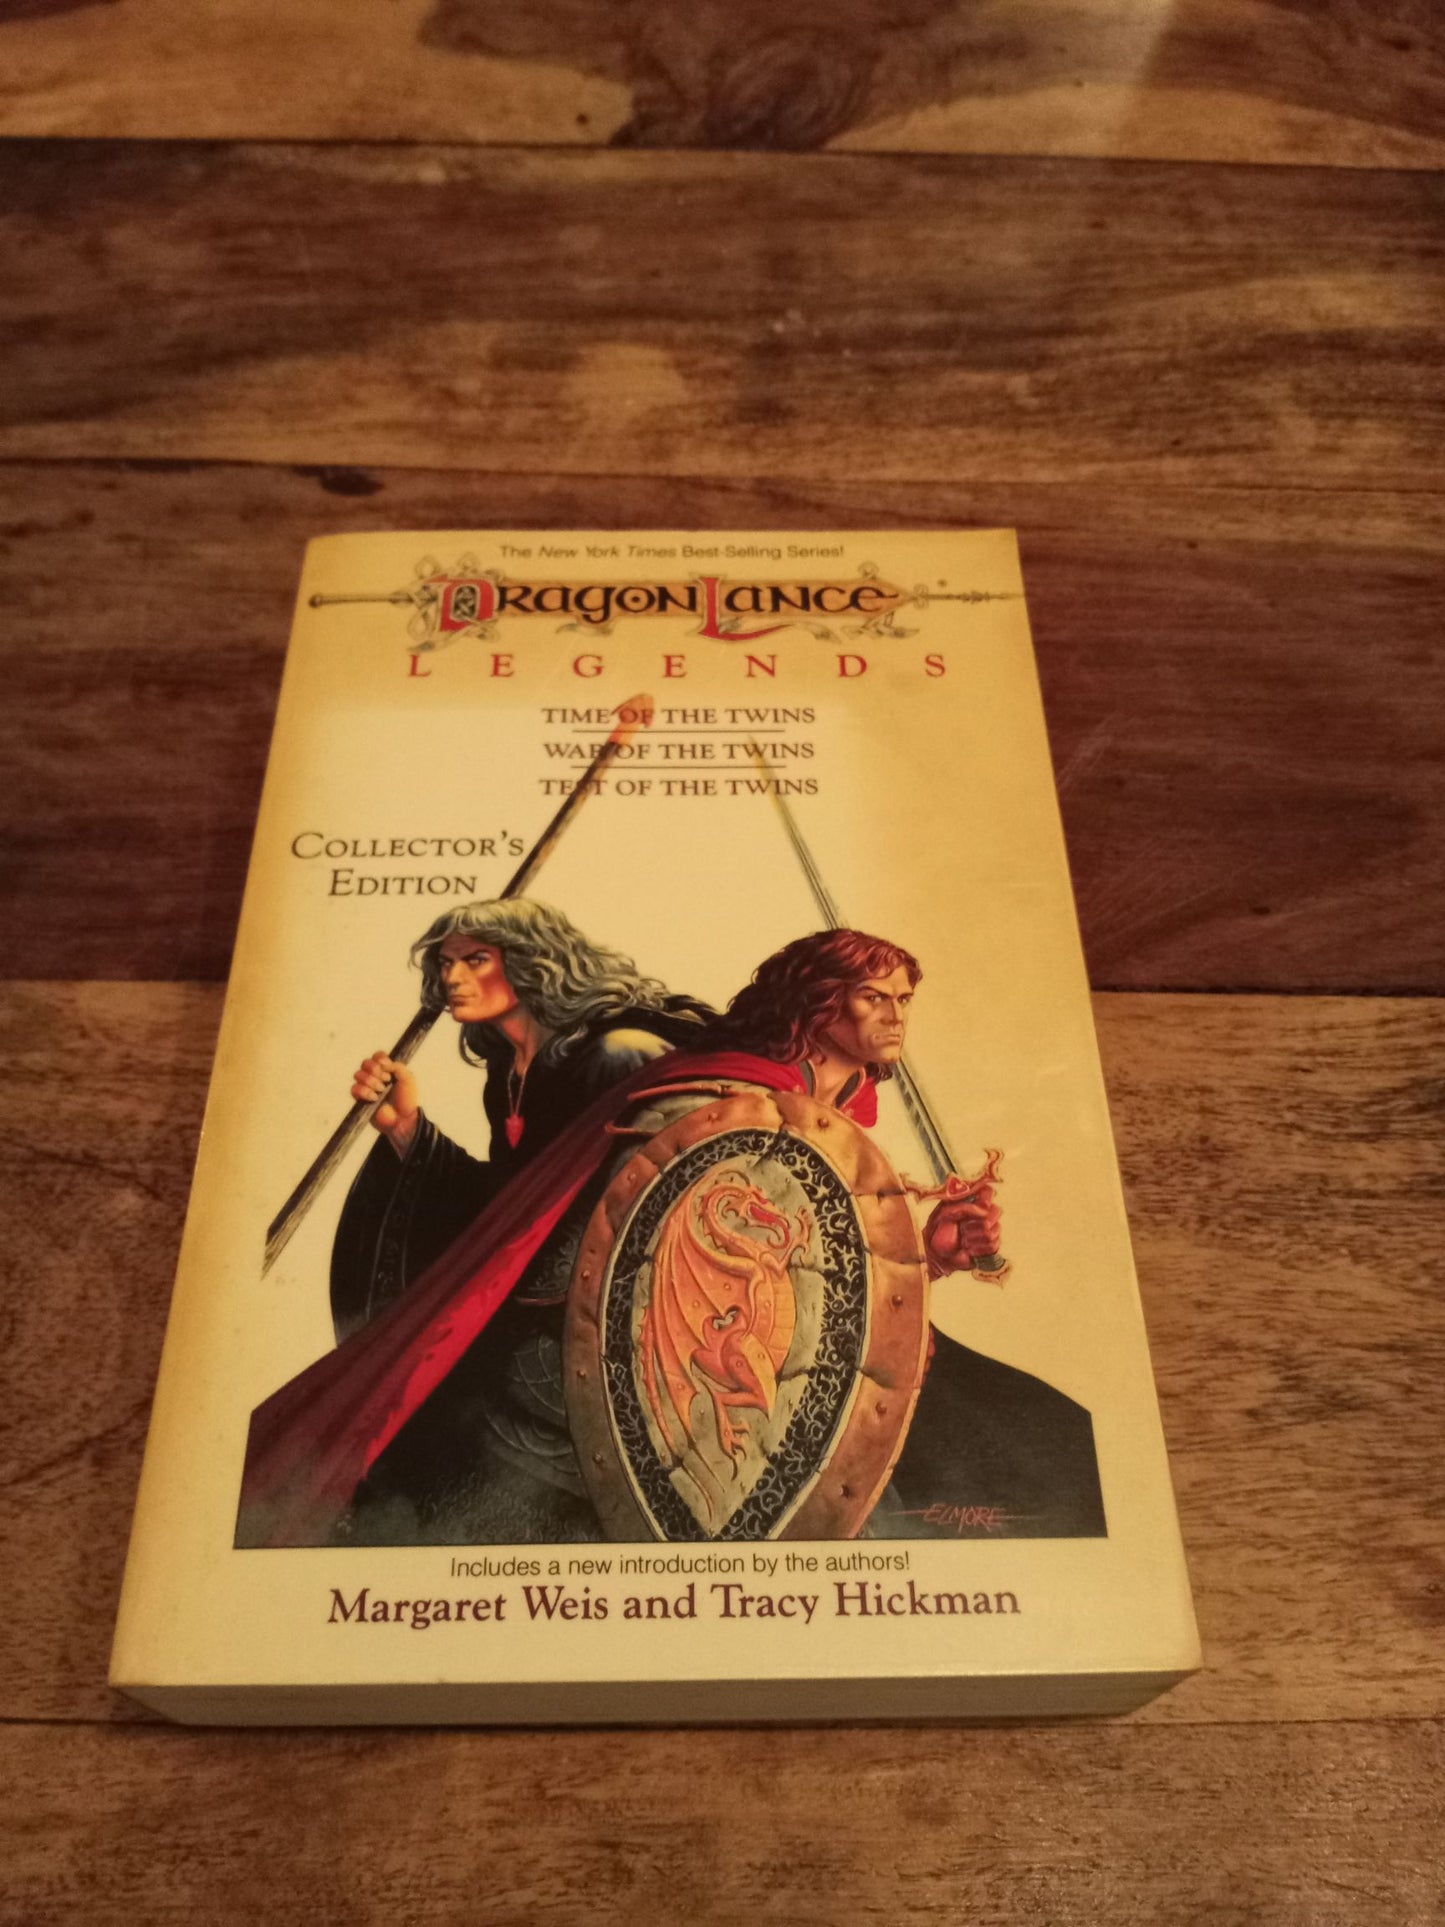 The New York Times Best-Selling Series!
DRAGONLANCE
LEGENDS
TIME OF THE TWINS
WAR OF THE TWINS
TEST OF THE TWINS
COLLECTOR'S
EDITION
ELMORE
Includes a new introduction by the authors!
Margaret Weis and Tracy Hickman